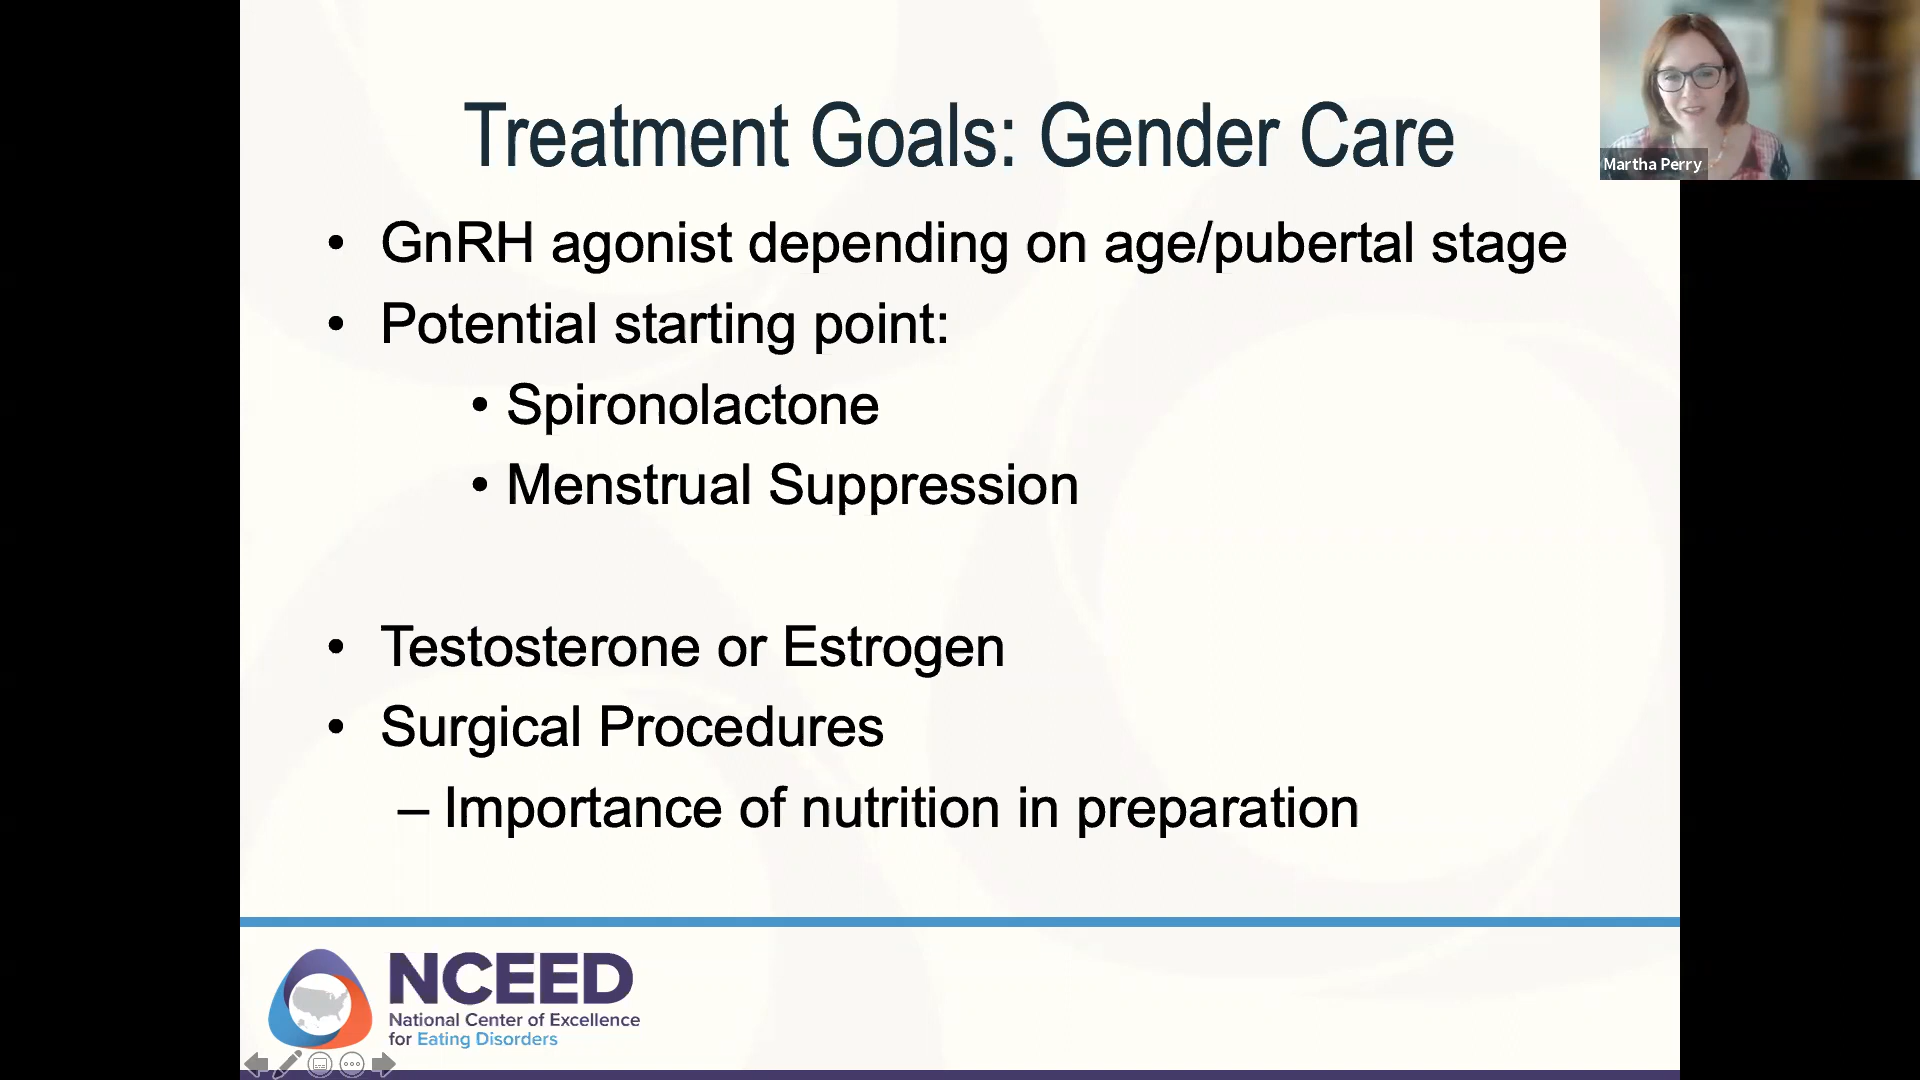 Treatment Goals: Gender Care
• GnRH agonist depending on age/pubertal stage
• Potential starting point:
• Spironolactone
• Menstrual Suppression
• Testosterone or Estrogen
• Surgical Procedures
– Importance of nutrition in preparation
NCEED
National Center of Excellence
for Eating Disorders
Martha Perry